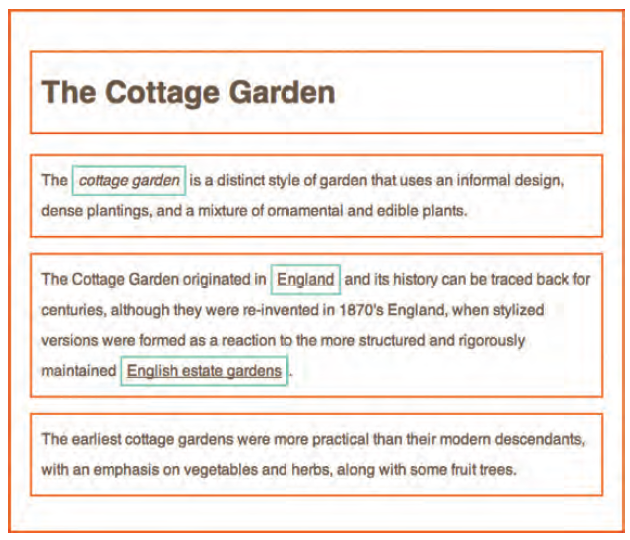 The Cottage Garden
The cottage garden is a distinct style of garden that uses an informal design,
dense plantings, and a mixture of ornamental and edible plants.
The Cottage Garden originated in England and its history can be traced back for
centuries, although they were re-invented in 1870's England, when stylized
versions were formed as a reaction to the more structured and rigorously
maintained English estate gardens.
The earliest cottage gardens were more practical than their modern descendants,
with an emphasis on vegetables and herbs, along with some fruit trees.